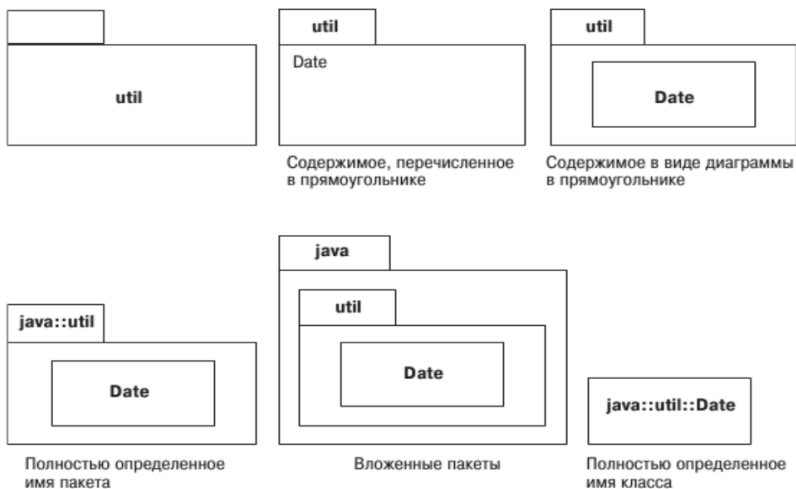 util
util
Date
util
Date
Содержимое, перечисленное
в прямоугольнике
Содержимое в виде диаграммы
в прямоугольнике
java::util
Date
Полностью определенное
имя пакета
java
util
Date
Вложенные пакеты
java::util::Date
Полностью определенное
имя класса